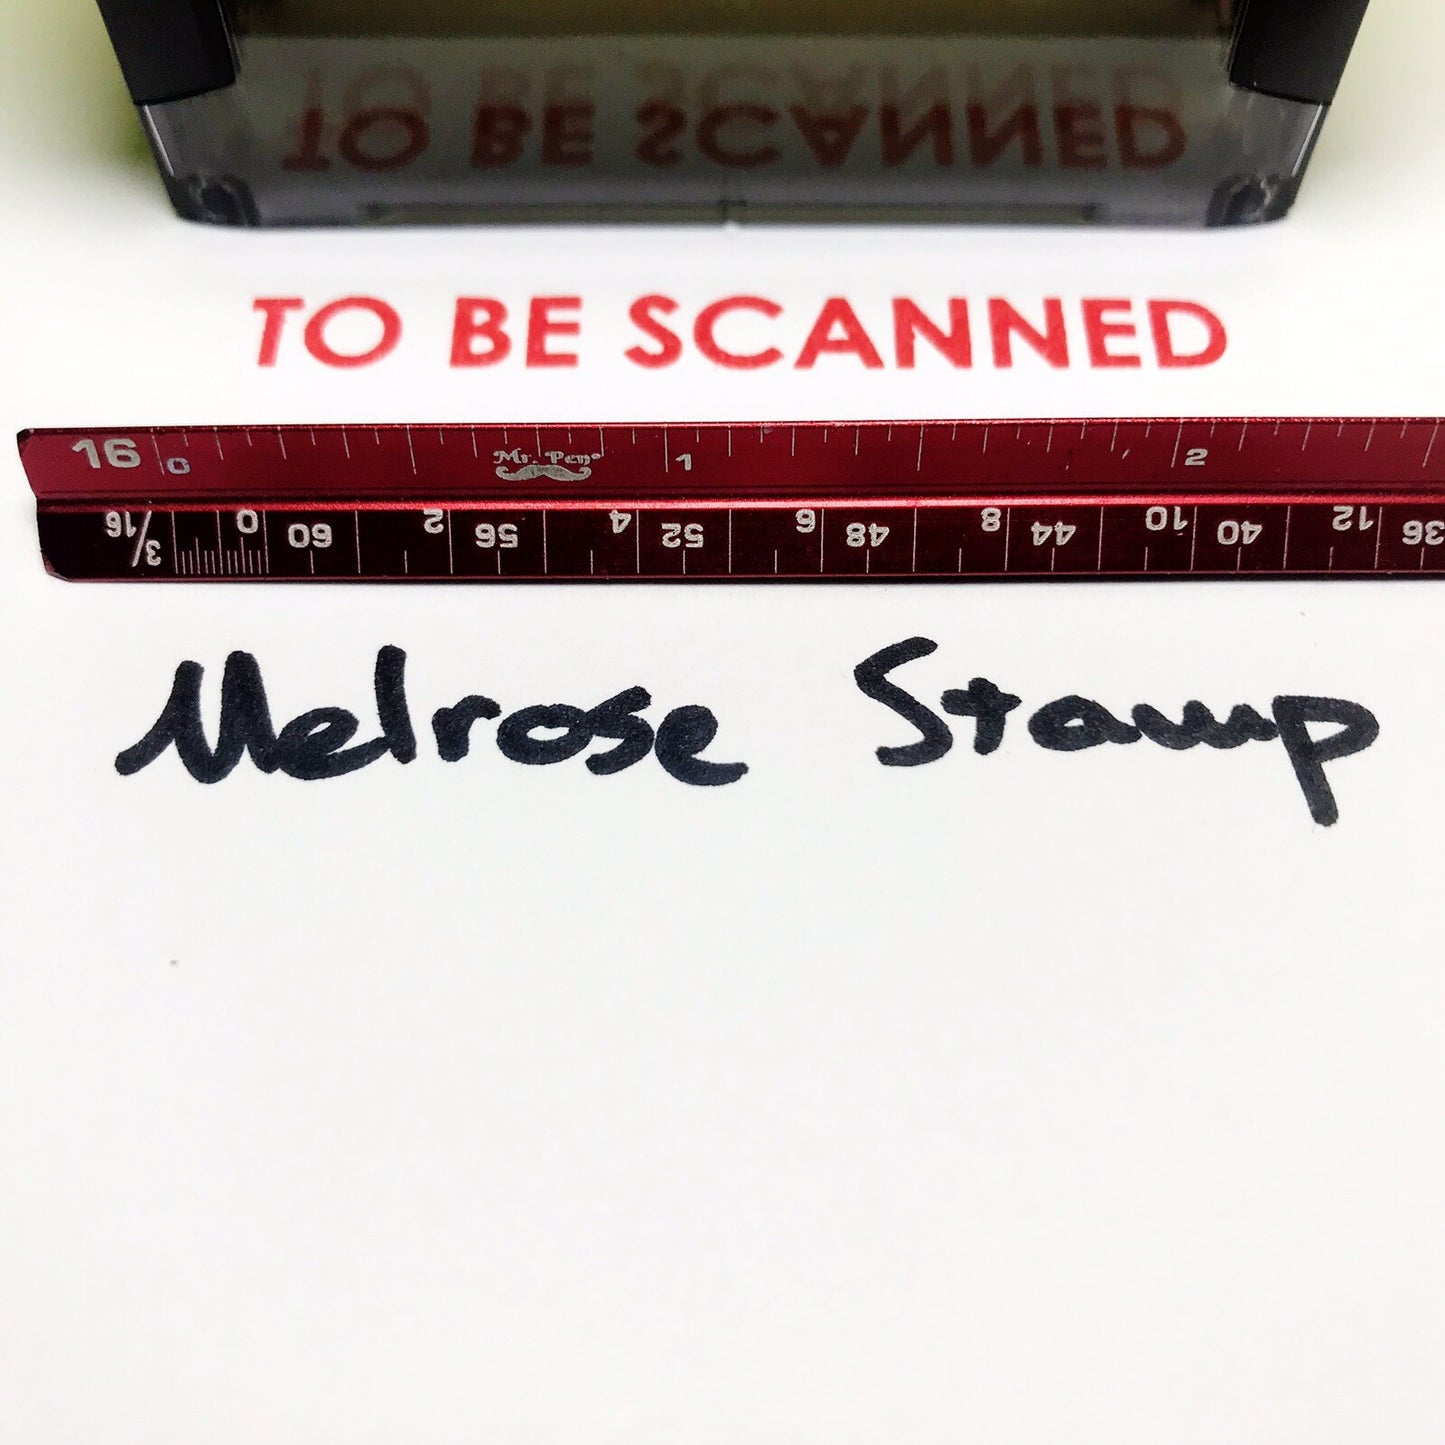 TO BE SCANNED
TO BE SCANNED
16 0 Mr. Pen® 1 2
3/16 0 60 2 56 4 52 6 48 8 44 10 40 12 36
Melrose Stamp